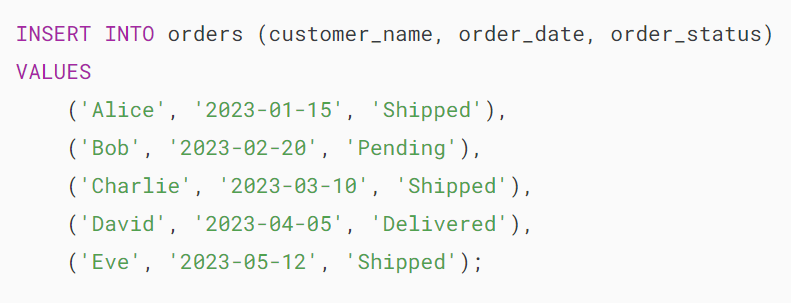 INSERT INTO orders (customer_name, order_date, order_status)
VALUES
('Alice', '2023-01-15', 'Shipped'),
('Bob', '2023-02-20', 'Pending'),
('Charlie', '2023-03-10', 'Shipped'),
('David', '2023-04-05', 'Delivered'),
('Eve', '2023-05-12', 'Shipped');